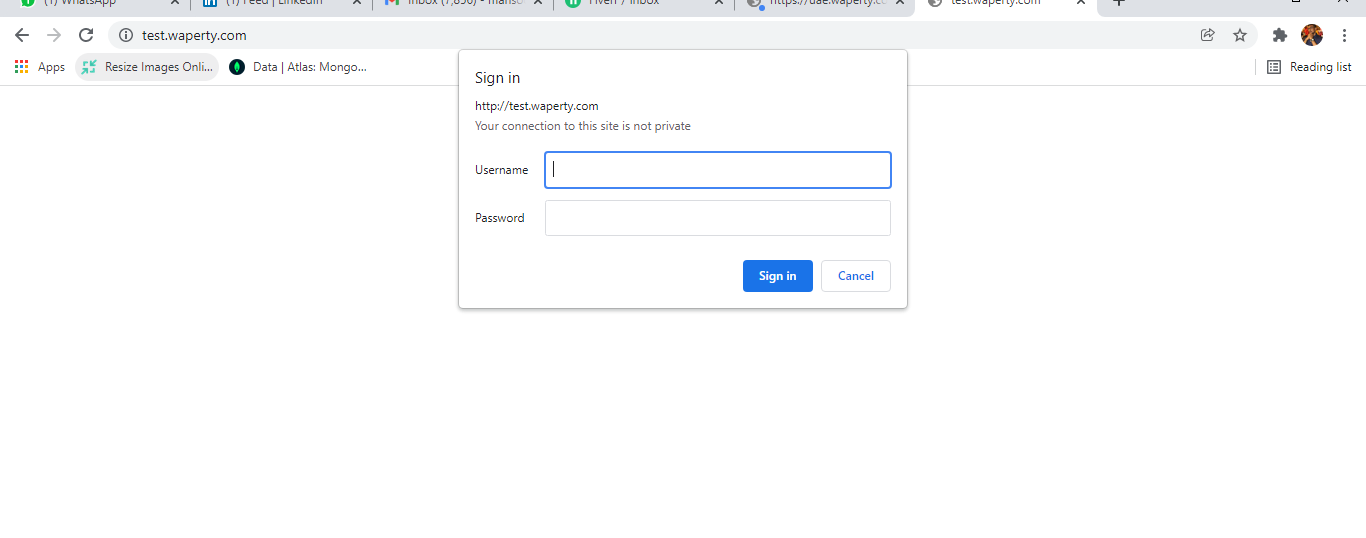 (1) WhatsApp
(1) Feed | LinkedIn
Inbox (7,850) - manso
Fiverr / Inbox
https://uae.waperty.co
test.waperty.com
test.waperty.com
Apps
Resize Images Onli...
Data | Atlas: Mongo...
Reading list
Sign in
http://test.waperty.com
Your connection to this site is not private
Username
Password
Sign in
Cancel